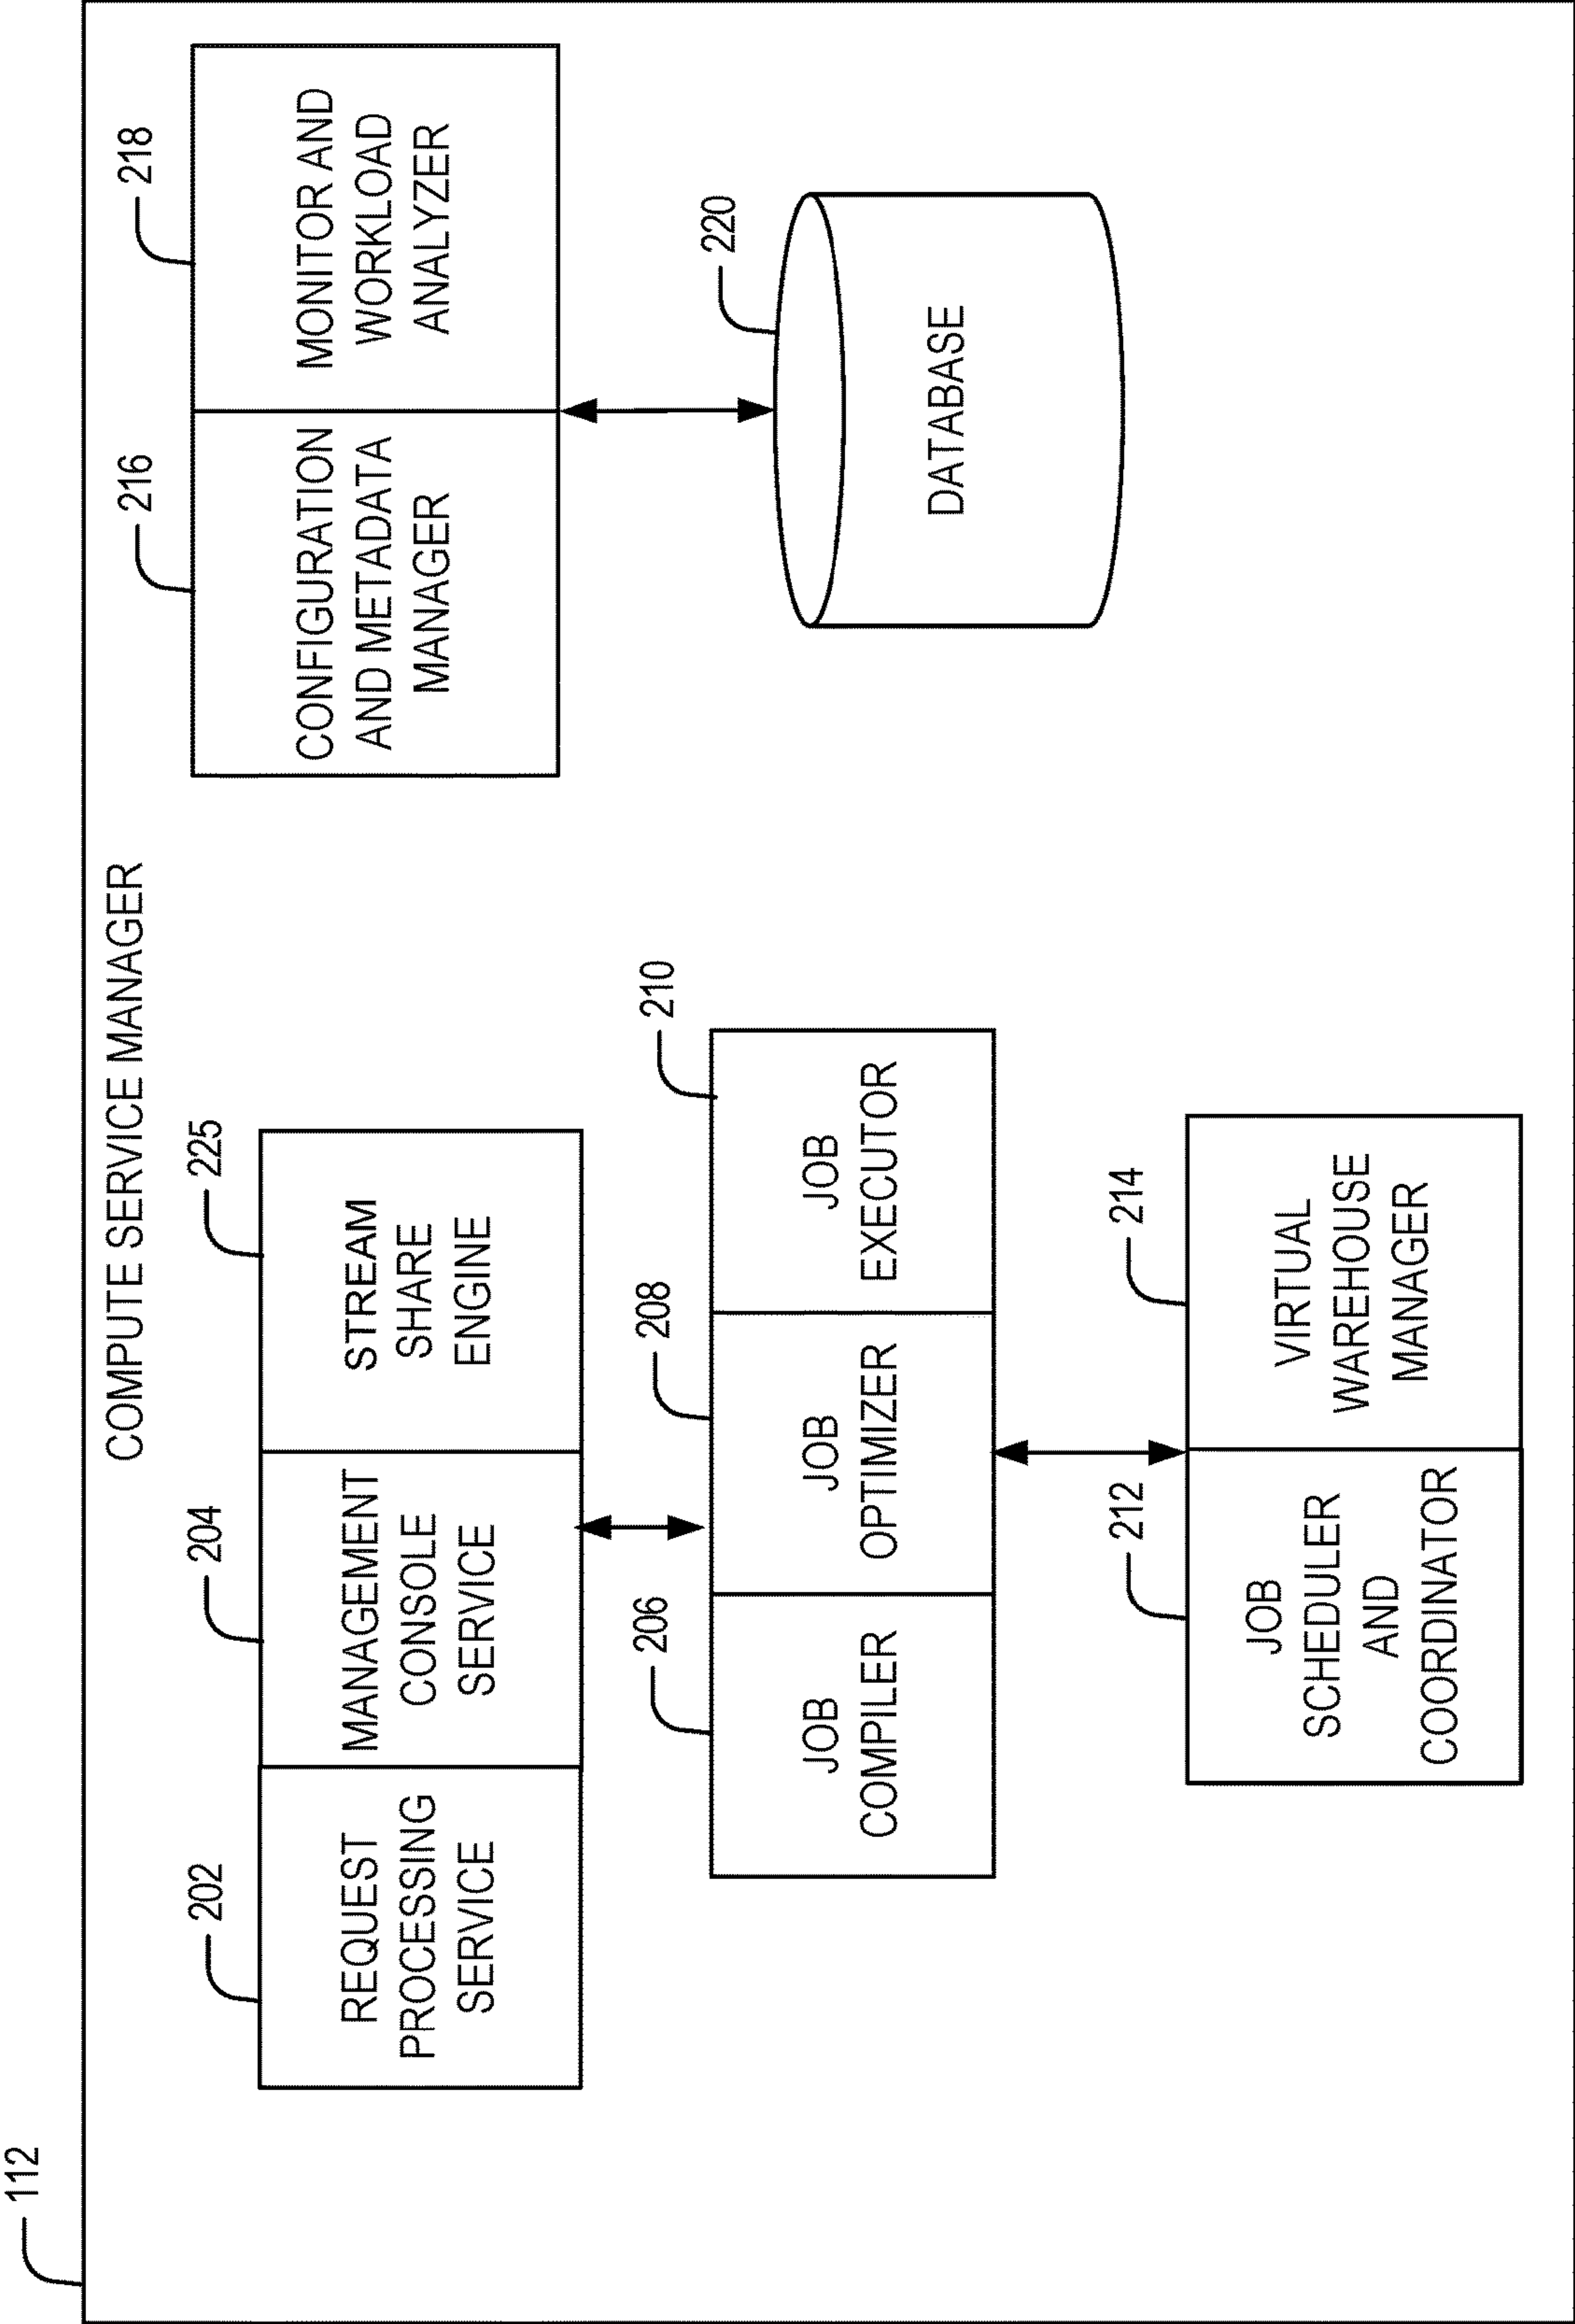 112
COMPUTE SERVICE MANAGER
202
REQUEST
PROCESSING
SERVICE
204
MANAGEMENT
CONSOLE
SERVICE
225
STREAM
SHARE
ENGINE
206
JOB
COMPILER
208
JOB
OPTIMIZER
210
JOB
EXECUTOR
212
JOB
SCHEDULER
AND
COORDINATOR
214
VIRTUAL
WAREHOUSE
MANAGER
216
CONFIGURATION
AND METADATA
MANAGER
218
MONITOR AND
WORKLOAD
ANALYZER
220
DATABASE